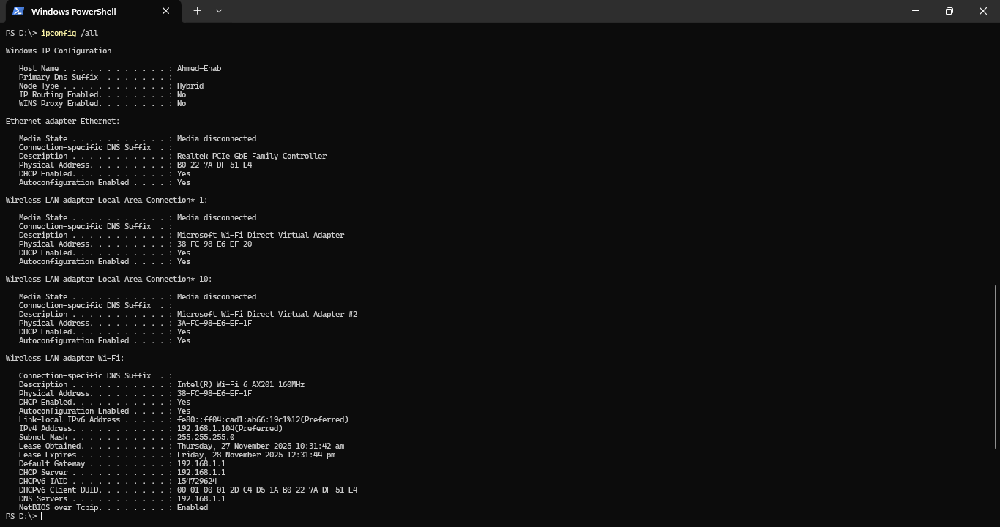 Windows PowerShell
PS D:\> ipconfig /all
Windows IP Configuration
Host Name . . . . . . . . . . . . : Ahmed-Ehab
Primary Dns Suffix  . . . . . . . :
Node Type . . . . . . . . . . . . : Hybrid
IP Routing Enabled. . . . . . . . : No
WINS Proxy Enabled. . . . . . . . : No
Ethernet adapter Ethernet:
Media State . . . . . . . . . . . : Media disconnected
Connection-specific DNS Suffix  . :
Description . . . . . . . . . . . : Realtek PCIe GbE Family Controller
Physical Address. . . . . . . . . : B0-22-7A-DF-51-E4
DHCP Enabled. . . . . . . . . . . : Yes
Autoconfiguration Enabled . . . . : Yes
Wireless LAN adapter Local Area Connection* 1:
Media State . . . . . . . . . . . : Media disconnected
Connection-specific DNS Suffix  . :
Description . . . . . . . . . . . : Microsoft Wi-Fi Direct Virtual Adapter
Physical Address. . . . . . . . . : 38-FC-98-E6-EF-20
DHCP Enabled. . . . . . . . . . . : Yes
Autoconfiguration Enabled . . . . : Yes
Wireless LAN adapter Local Area Connection* 10:
Media State . . . . . . . . . . . : Media disconnected
Connection-specific DNS Suffix  . :
Description . . . . . . . . . . . : Microsoft Wi-Fi Direct Virtual Adapter #2
Physical Address. . . . . . . . . : 3A-FC-98-E6-EF-1F
DHCP Enabled. . . . . . . . . . . : Yes
Autoconfiguration Enabled . . . . : Yes
Wireless LAN adapter Wi-Fi:
Connection-specific DNS Suffix  . :
Description . . . . . . . . . . . : Intel(R) Wi-Fi 6 AX201 160MHz
Physical Address. . . . . . . . . : 38-FC-98-E6-EF-1F
DHCP Enabled. . . . . . . . . . . : Yes
Autoconfiguration Enabled . . . . : Yes
Link-local IPv6 Address . . . . . : fe80::ff04:cad1:ab66:19c1%12(Preferred)
IPv4 Address. . . . . . . . . . . : 192.168.1.104(Preferred)
Subnet Mask . . . . . . . . . . . : 255.255.255.0
Lease Obtained. . . . . . . . . . : Thursday, 27 November 2025 10:31:42 am
Lease Expires . . . . . . . . . . : Friday, 28 November 2025 12:31:44 pm
Default Gateway . . . . . . . . . : 192.168.1.1
DHCP Server . . . . . . . . . . . : 192.168.1.1
DHCPv6 IAID . . . . . . . . . . . : 154729624
DHCPv6 Client DUID. . . . . . . . : 00-01-00-01-2D-C4-D5-1A-B0-22-7A-DF-51-E4
DNS Servers . . . . . . . . . . . : 192.168.1.1
NetBIOS over Tcpip. . . . . . . . : Enabled
PS D:\>